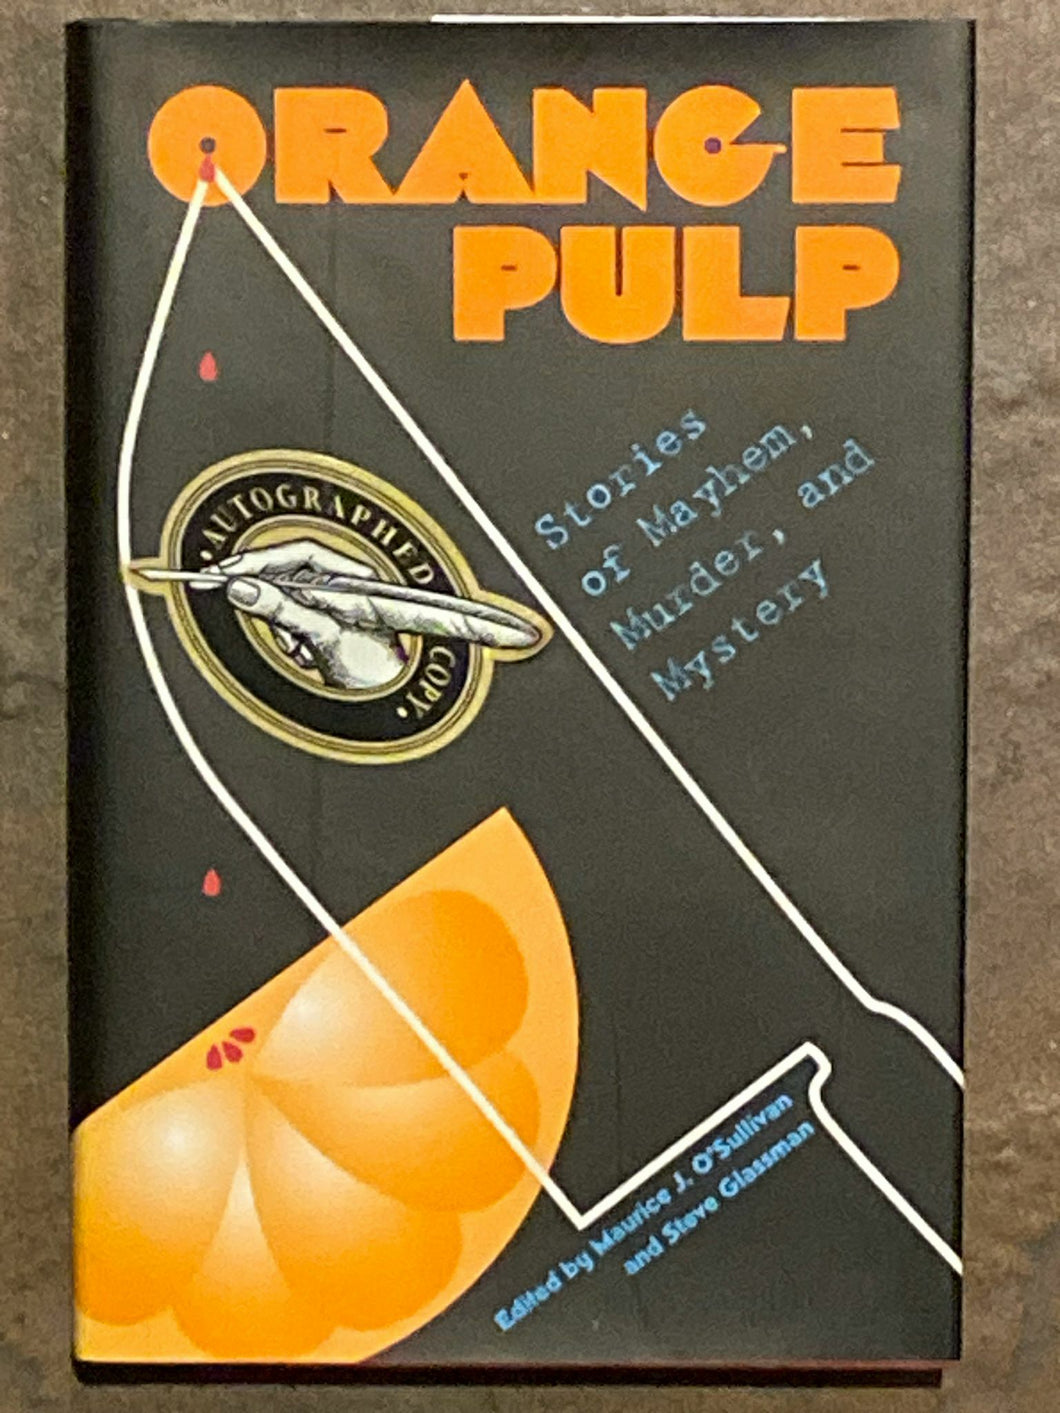 ORANGE
PULP
Stories
of Mayhem,
Murder, and
Mystery
• AUTOGRAPHED COPY •
Edited by Maurice J. O'Sullivan
and Steve Glassman